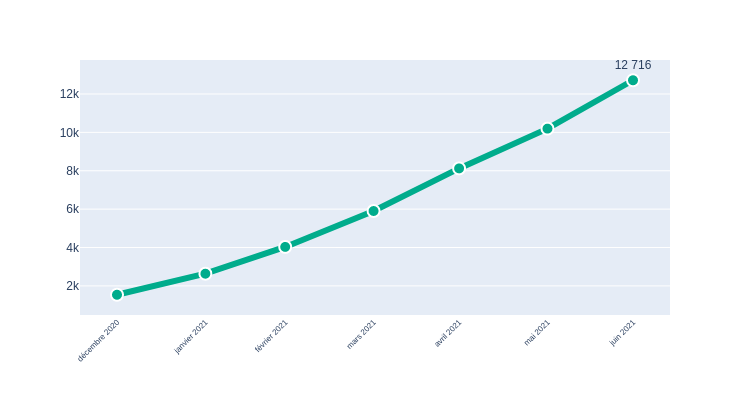 12 716
12k
10k
8k
6k
4k
2k
décembre 2020
janvier 2021
février 2021
mars 2021
avril 2021
mai 2021
juin 2021